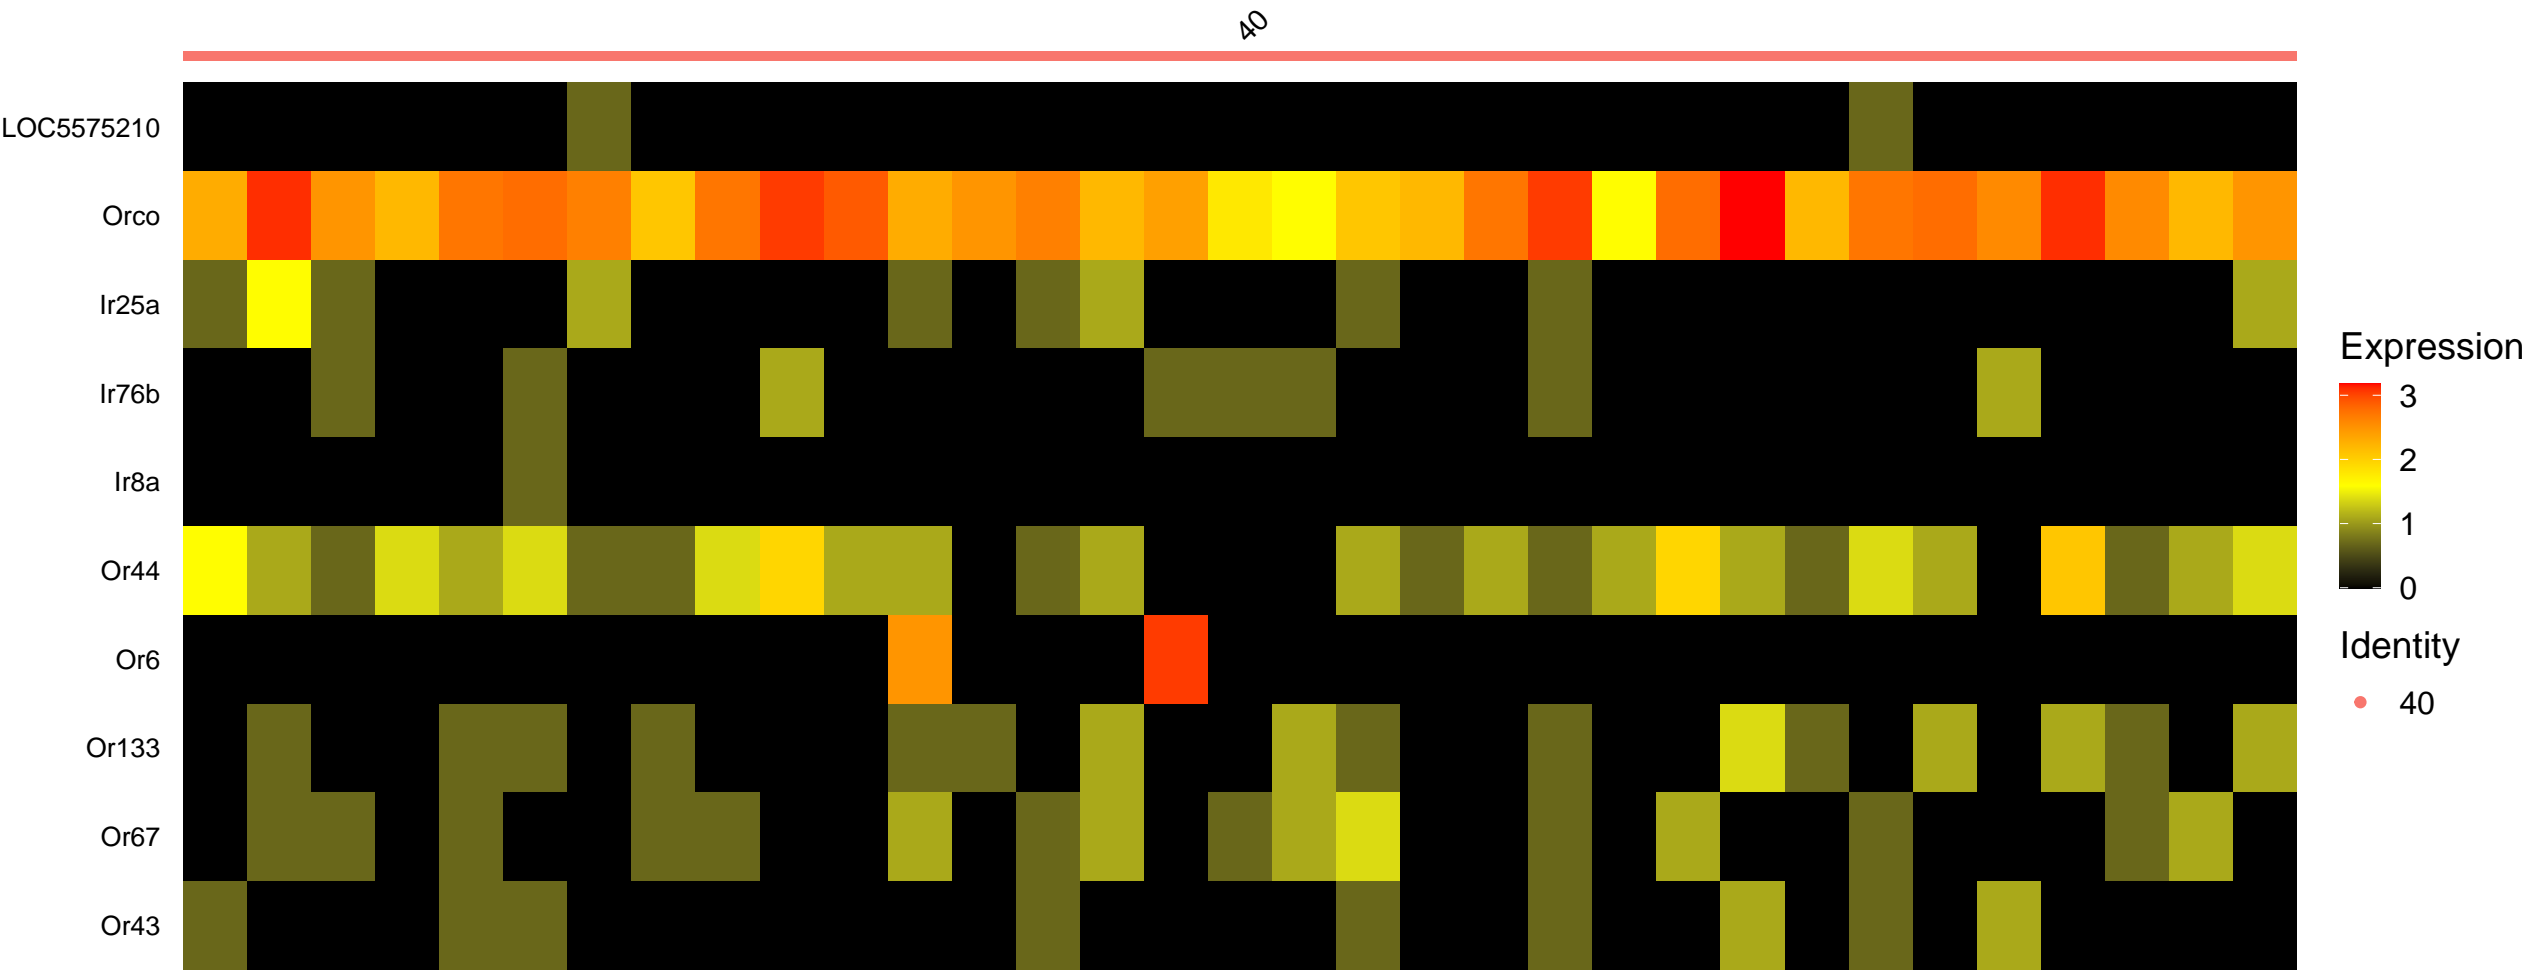 40
LOC5575210
Orco
Ir25a
Ir76b
Ir8a
Or44
Or6
Or133
Or67
Or43
Expression
3
2
1
0
Identity
40